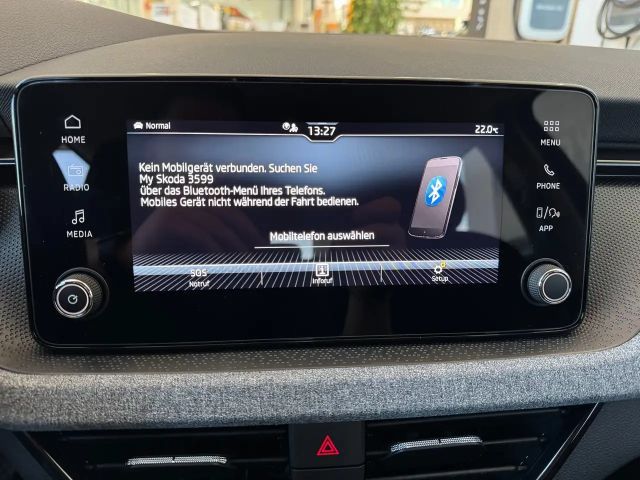 HOME
RADIO
MEDIA
Normal
13:27
22.0°C
Kein Mobilgerät verbunden. Suchen Sie
My Skoda 3599
über das Bluetooth-Menü Ihres Telefons.
Mobiles Gerät nicht während der Fahrt bedienen.
Mobiltelefon auswählen
SOS
Notruf
Inforuf
Setup
MENU
PHONE
APP